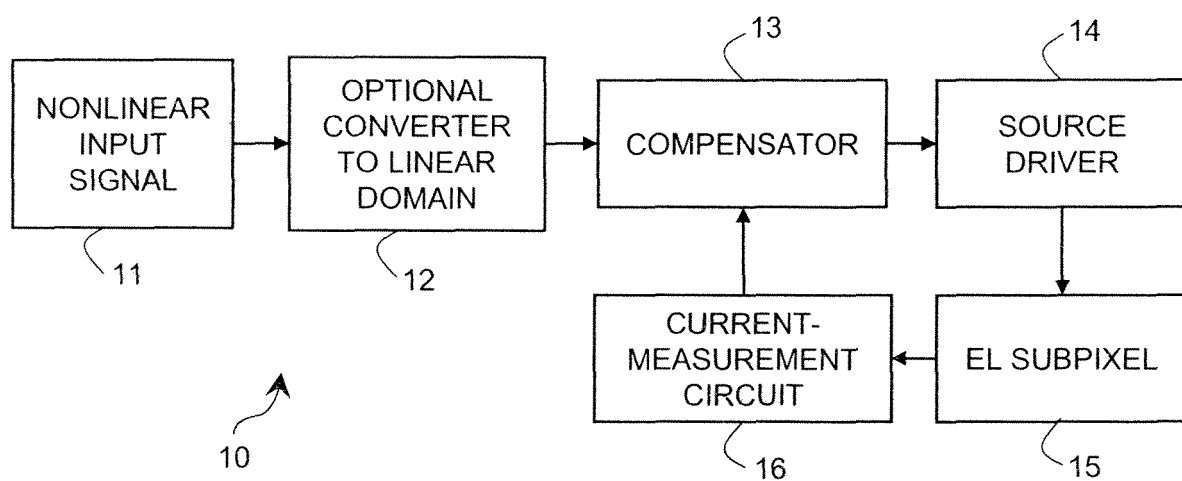 13
14
NONLINEAR
INPUT
SIGNAL
OPTIONAL
CONVERTER
TO LINEAR
DOMAIN
COMPENSATOR
SOURCE
DRIVER
11
12
CURRENT-
MEASUREMENT
CIRCUIT
EL SUBPIXEL
10
16
15